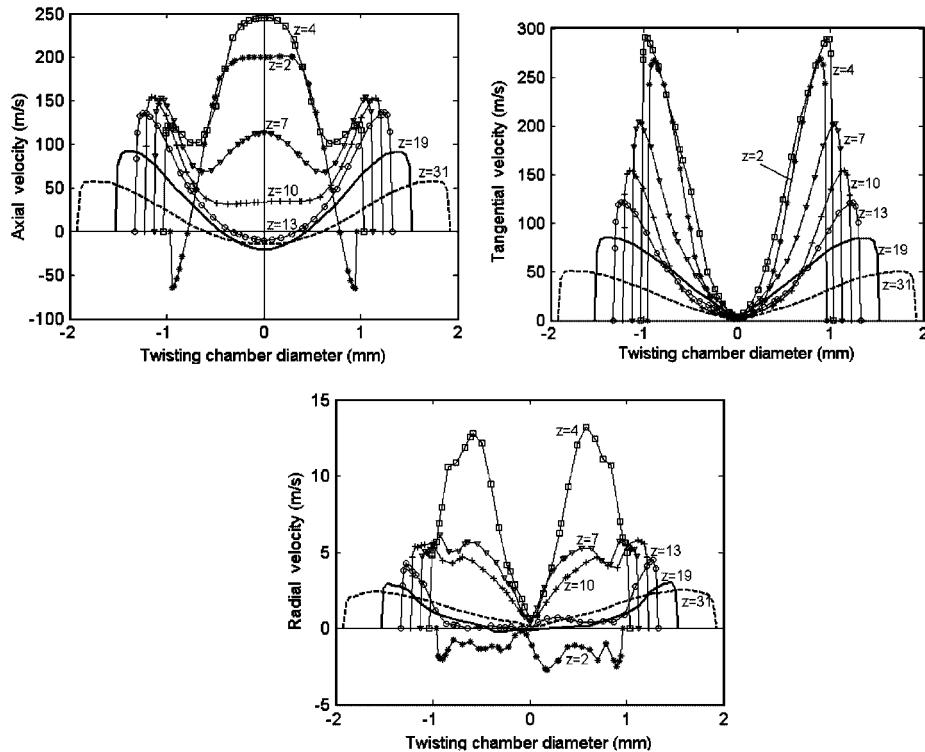 Axial velocity (m/s)
250
200
150
100
50
0
-50
-100
-2
-1
0
1
2
Twisting chamber diameter (mm)
z=4
z=2
z=7
z=19
z=31
z=10
z=13
Tangential velocity (m/s)
300
250
200
150
100
50
0
-2
-1
0
1
2
Twisting chamber diameter (mm)
z=4
z=2
z=7
z=10
z=13
z=19
z=31
Radial velocity (m/s)
15
10
5
0
-5
-2
-1
0
1
2
Twisting chamber diameter (mm)
z=4
z=7
z=10
z=13
z=19
z=31
z=2